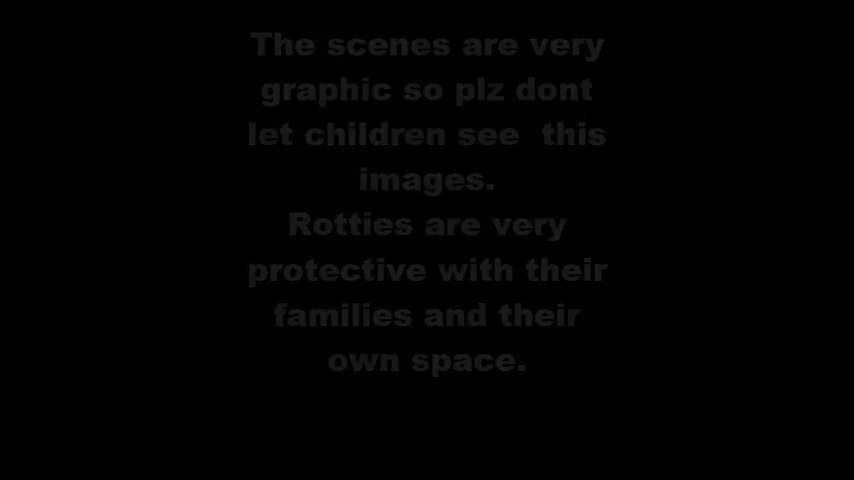 The scenes are very
graphic so plz dont
let children see  this
images.
Rotties are very
protective with their
families and their
own space.